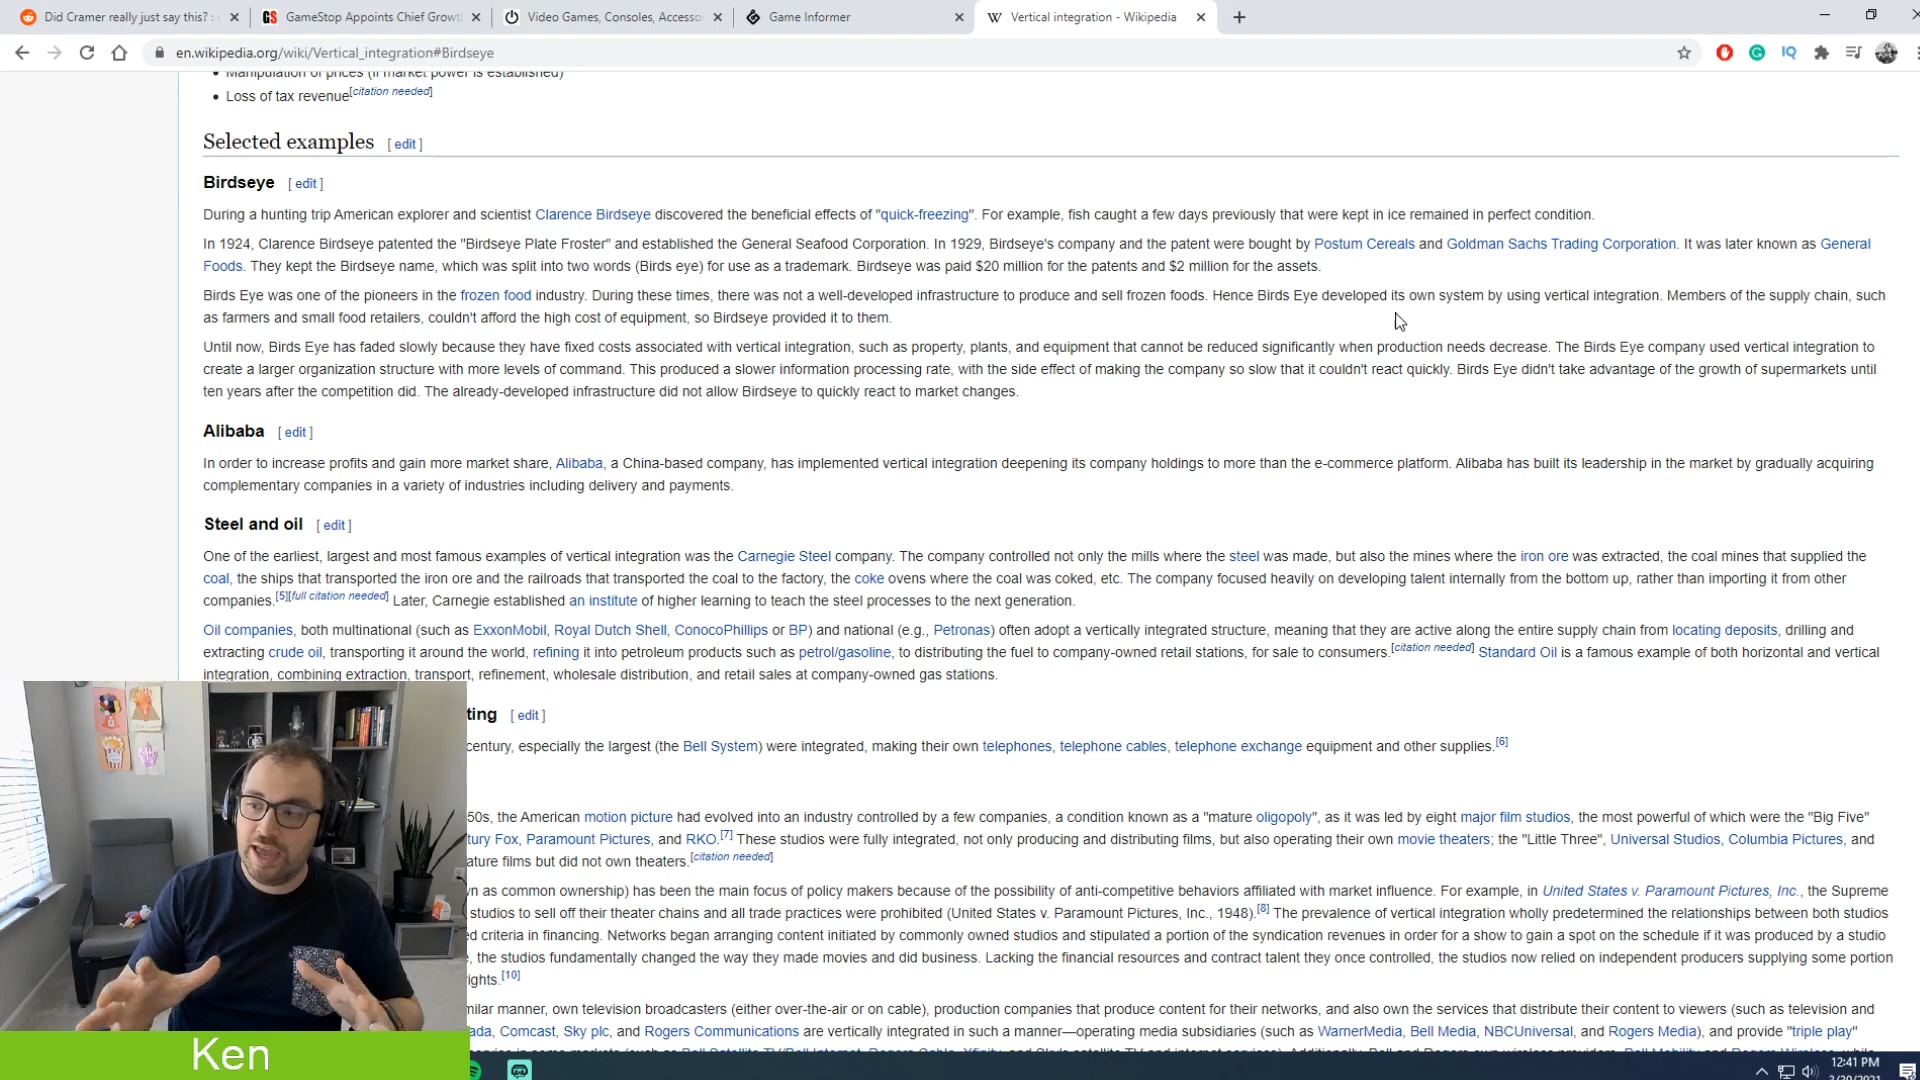 Did Cramer really just say this? :
GameStop Appoints Chief Growt
Video Games, Consoles, Accesso
Game Informer
Vertical integration - Wikipedia
en.wikipedia.org/wiki/Vertical_integration#Birdseye
• Manipulation of prices (if market power is established)
• Loss of tax revenue[citation needed]
Selected examples [ edit ]
Birdseye [ edit ]
During a hunting trip American explorer and scientist Clarence Birdseye discovered the beneficial effects of "quick-freezing". For example, fish caught a few days previously that were kept in ice remained in perfect condition.
In 1924, Clarence Birdseye patented the "Birdseye Plate Froster" and established the General Seafood Corporation. In 1929, Birdseye's company and the patent were bought by Postum Cereals and Goldman Sachs Trading Corporation. It was later known as General
Foods. They kept the Birdseye name, which was split into two words (Birds eye) for use as a trademark. Birdseye was paid $20 million for the patents and $2 million for the assets.
Birds Eye was one of the pioneers in the frozen food industry. During these times, there was not a well-developed infrastructure to produce and sell frozen foods. Hence Birds Eye developed its own system by using vertical integration. Members of the supply chain, such
as farmers and small food retailers, couldn't afford the high cost of equipment, so Birdseye provided it to them.
Until now, Birds Eye has faded slowly because they have fixed costs associated with vertical integration, such as property, plants, and equipment that cannot be reduced significantly when production needs decrease. The Birds Eye company used vertical integration to
create a larger organization structure with more levels of command. This produced a slower information processing rate, with the side effect of making the company so slow that it couldn't react quickly. Birds Eye didn't take advantage of the growth of supermarkets until
ten years after the competition did. The already-developed infrastructure did not allow Birdseye to quickly react to market changes.
Alibaba [ edit ]
In order to increase profits and gain more market share, Alibaba, a China-based company, has implemented vertical integration deepening its company holdings to more than the e-commerce platform. Alibaba has built its leadership in the market by gradually acquiring
complementary companies in a variety of industries including delivery and payments.
Steel and oil [ edit ]
One of the earliest, largest and most famous examples of vertical integration was the Carnegie Steel company. The company controlled not only the mills where the steel was made, but also the mines where the iron ore was extracted, the coal mines that supplied the
coal, the ships that transported the iron ore and the railroads that transported the coal to the factory, the coke ovens where the coal was coked, etc. The company focused heavily on developing talent internally from the bottom up, rather than importing it from other
companies.[5][full citation needed] Later, Carnegie established an institute of higher learning to teach the steel processes to the next generation.
Oil companies, both multinational (such as ExxonMobil, Royal Dutch Shell, ConocoPhillips or BP) and national (e.g., Petronas) often adopt a vertically integrated structure, meaning that they are active along the entire supply chain from locating deposits, drilling and
extracting crude oil, transporting it around the world, refining it into petroleum products such as petrol/gasoline, to distributing the fuel to company-owned retail stations, for sale to consumers.[citation needed] Standard Oil is a famous example of both horizontal and vertical
integration, combining extraction, transport, refinement, wholesale distribution, and retail sales at company-owned gas stations.
ting [ edit ]
century, especially the largest (the Bell System) were integrated, making their own telephones, telephone cables, telephone exchange equipment and other supplies.[6]
50s, the American motion picture had evolved into an industry controlled by a few companies, a condition known as a "mature oligopoly", as it was led by eight major film studios, the most powerful of which were the "Big Five"
tury Fox, Paramount Pictures, and RKO.[7] These studios were fully integrated, not only producing and distributing films, but also operating their own movie theaters; the "Little Three", Universal Studios, Columbia Pictures, and
ature films but did not own theaters.[citation needed]
n as common ownership) has been the main focus of policy makers because of the possibility of anti-competitive behaviors affiliated with market influence. For example, in United States v. Paramount Pictures, Inc., the Supreme
studios to sell off their theater chains and all trade practices were prohibited (United States v. Paramount Pictures, Inc., 1948).[8] The prevalence of vertical integration wholly predetermined the relationships between both studios
d criteria in financing. Networks began arranging content initiated by commonly owned studios and stipulated a portion of the syndication revenues in order for a show to gain a spot on the schedule if it was produced by a studio
, the studios fundamentally changed the way they made movies and did business. Lacking the financial resources and contract talent they once controlled, the studios now relied on independent producers supplying some portion
ights.[10]
milar manner, own television broadcasters (either over-the-air or on cable), production companies that produce content for their networks, and also own the services that distribute their content to viewers (such as television and
ada, Comcast, Sky plc, and Rogers Communications are vertically integrated in such a manner—operating media subsidiaries (such as WarnerMedia, Bell Media, NBCUniversal, and Rogers Media), and provide "triple play"
Ken
12:41 PM